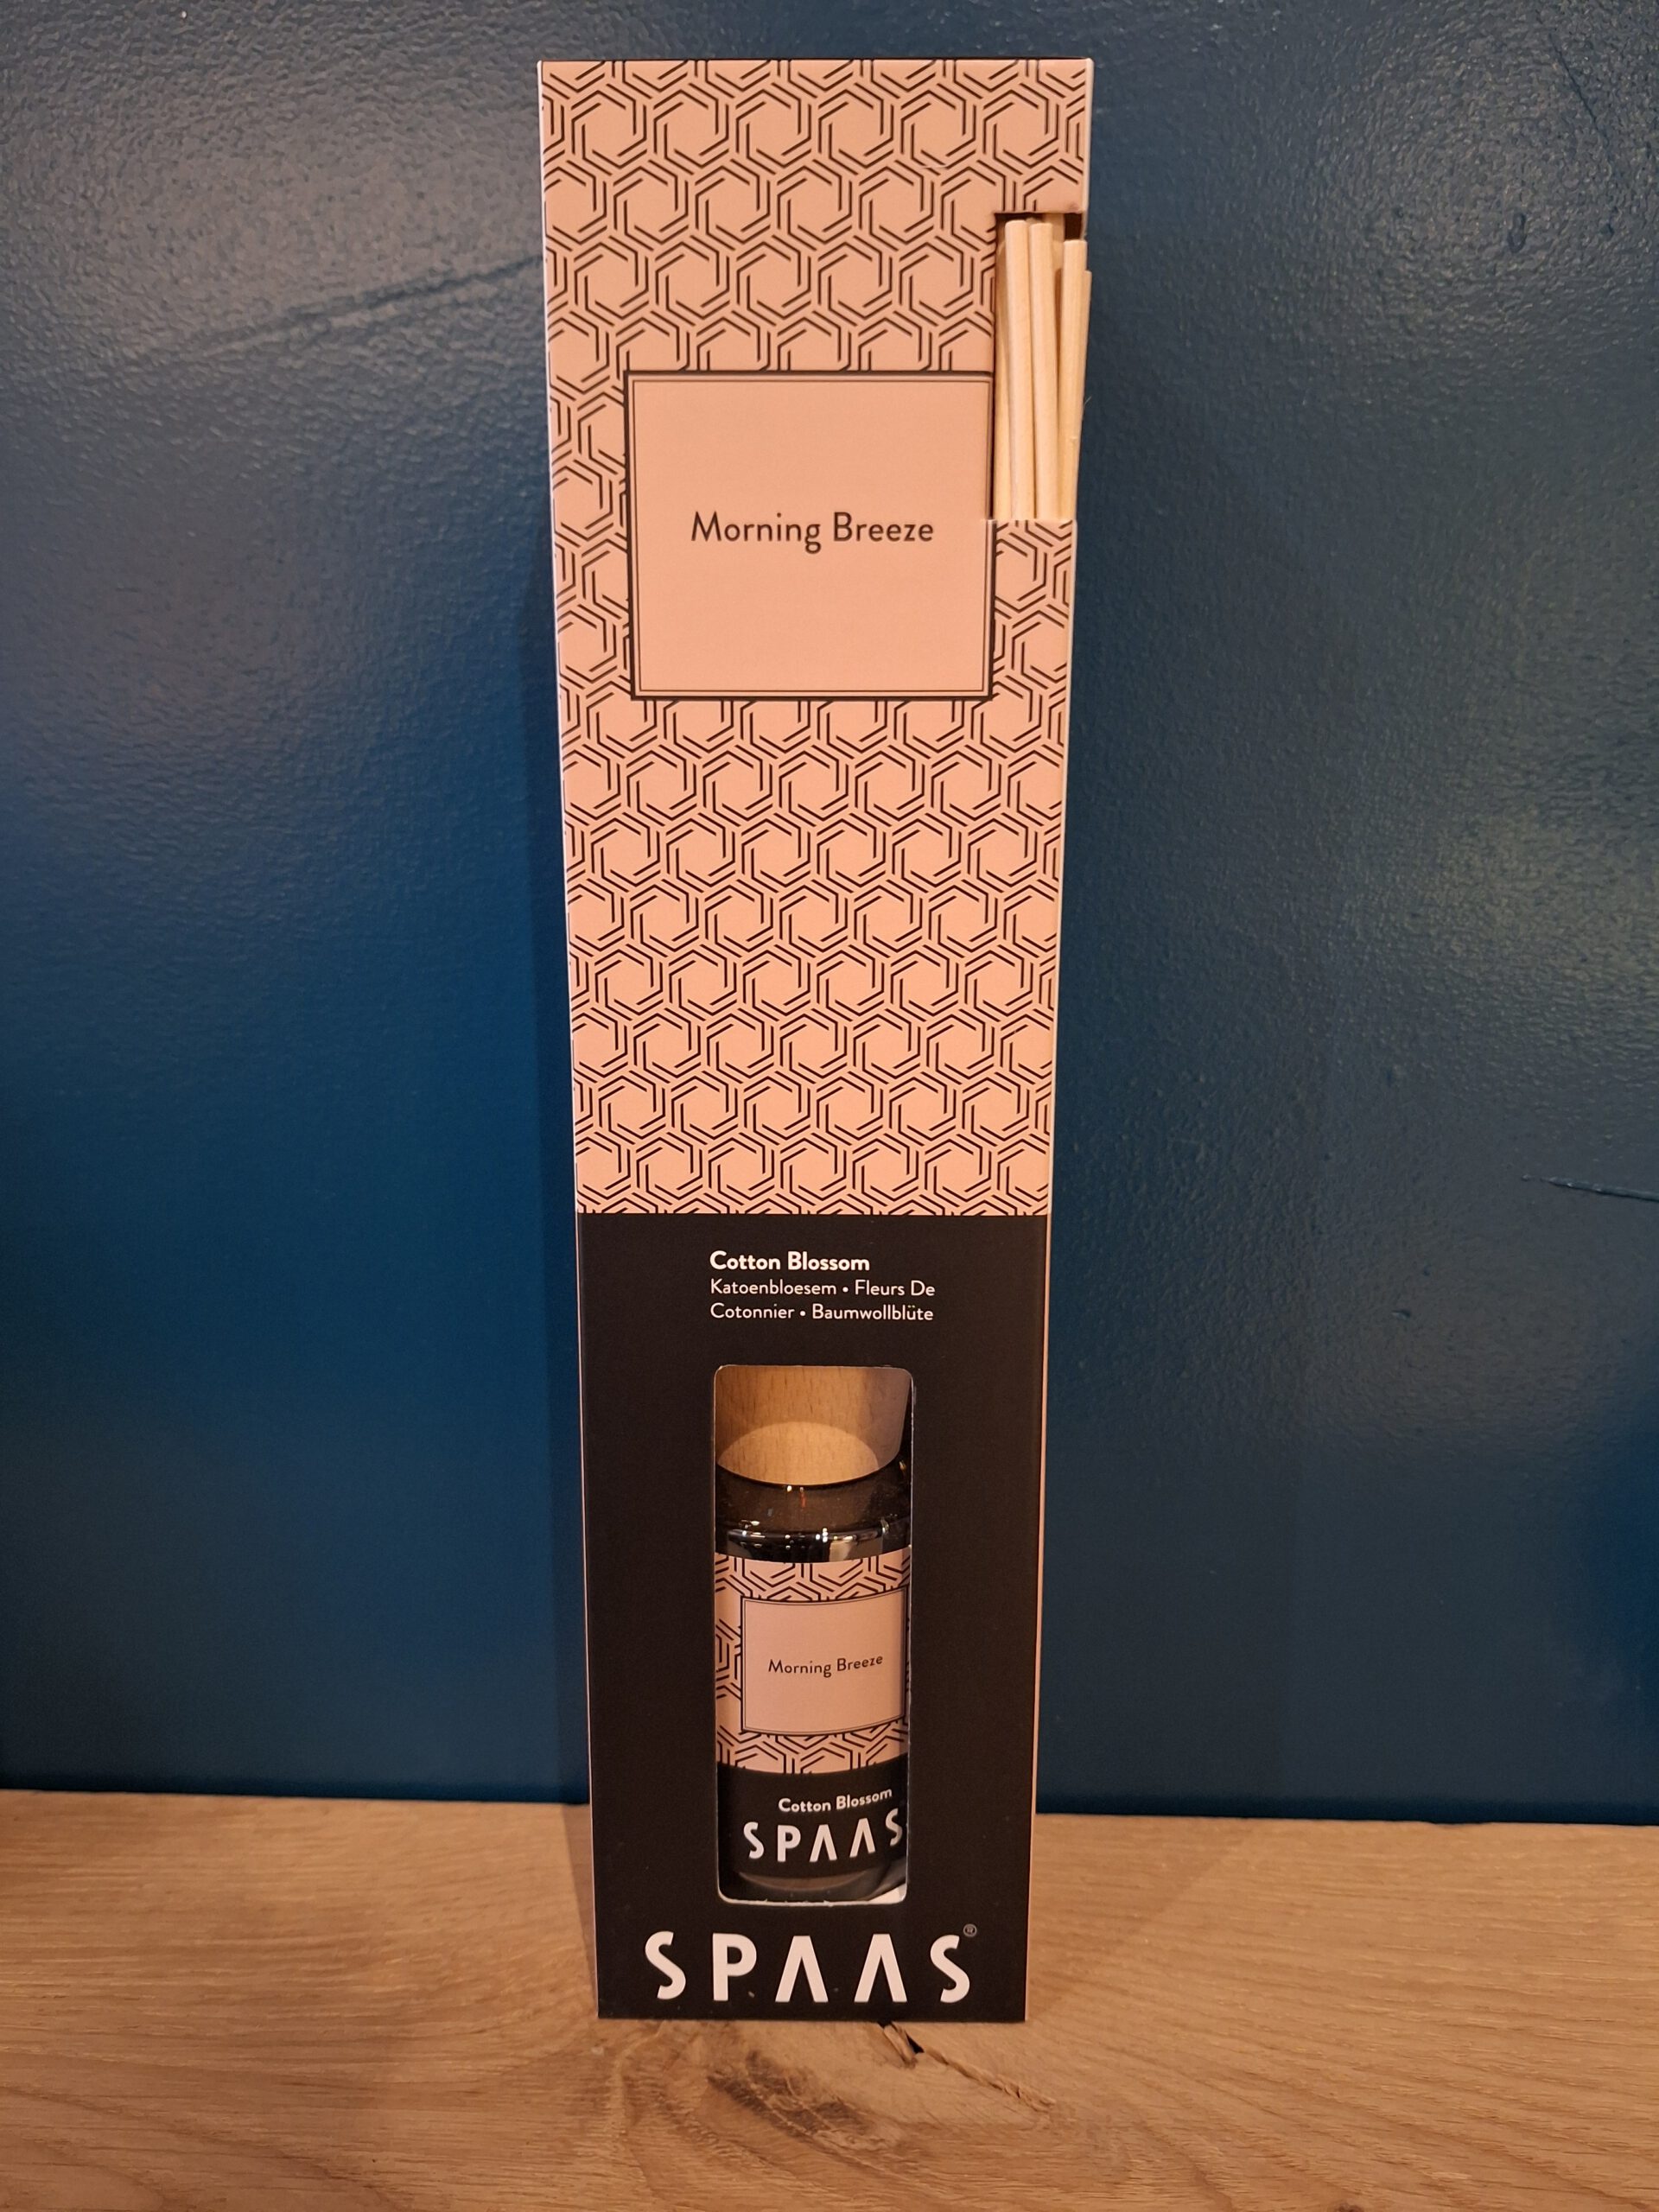 Morning Breeze
Cotton Blossom
Katoenbloesem • Fleurs De
Cotonnier • Baumwollblüte
Morning Breeze
Cotton Blossom
SPAAS
SPAAS®